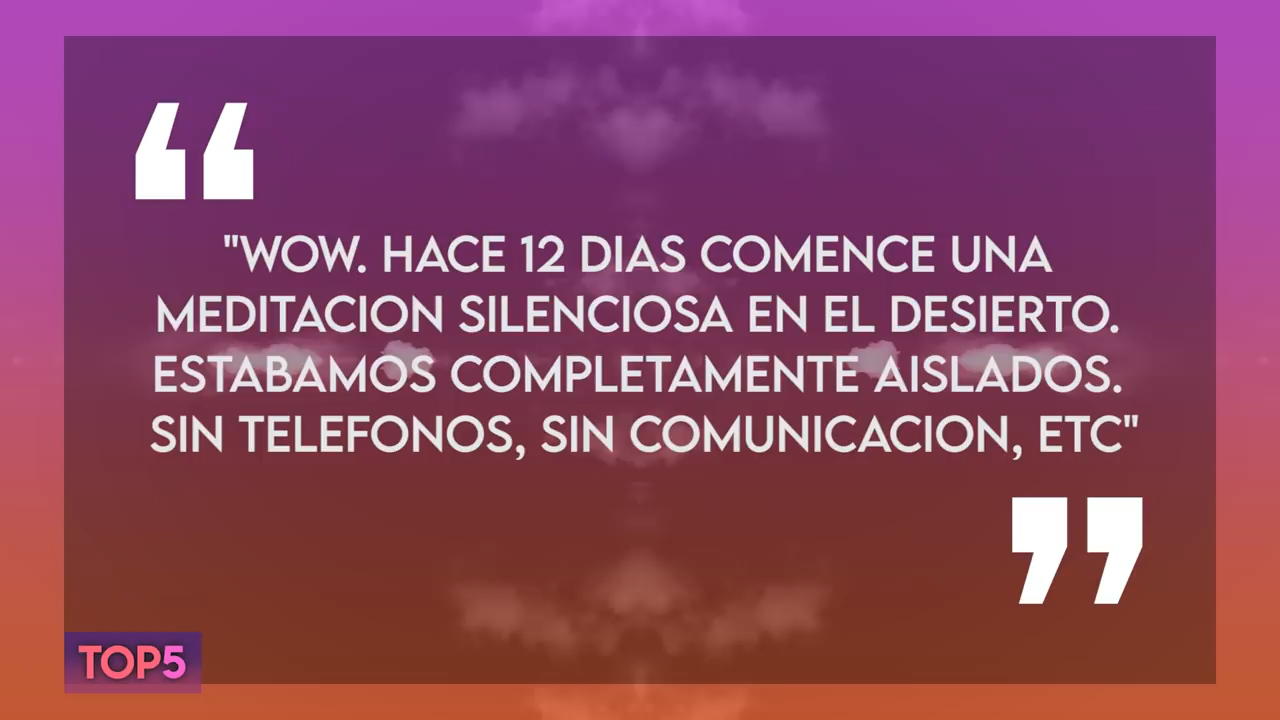 "WOW. HACE 12 DIAS COMENCE UNA
MEDITACION SILENCIOSA EN EL DESIERTO.
ESTABAMOS COMPLETAMENTE AISLADOS.
SIN TELEFONOS, SIN COMUNICACION, ETC"
TOP5